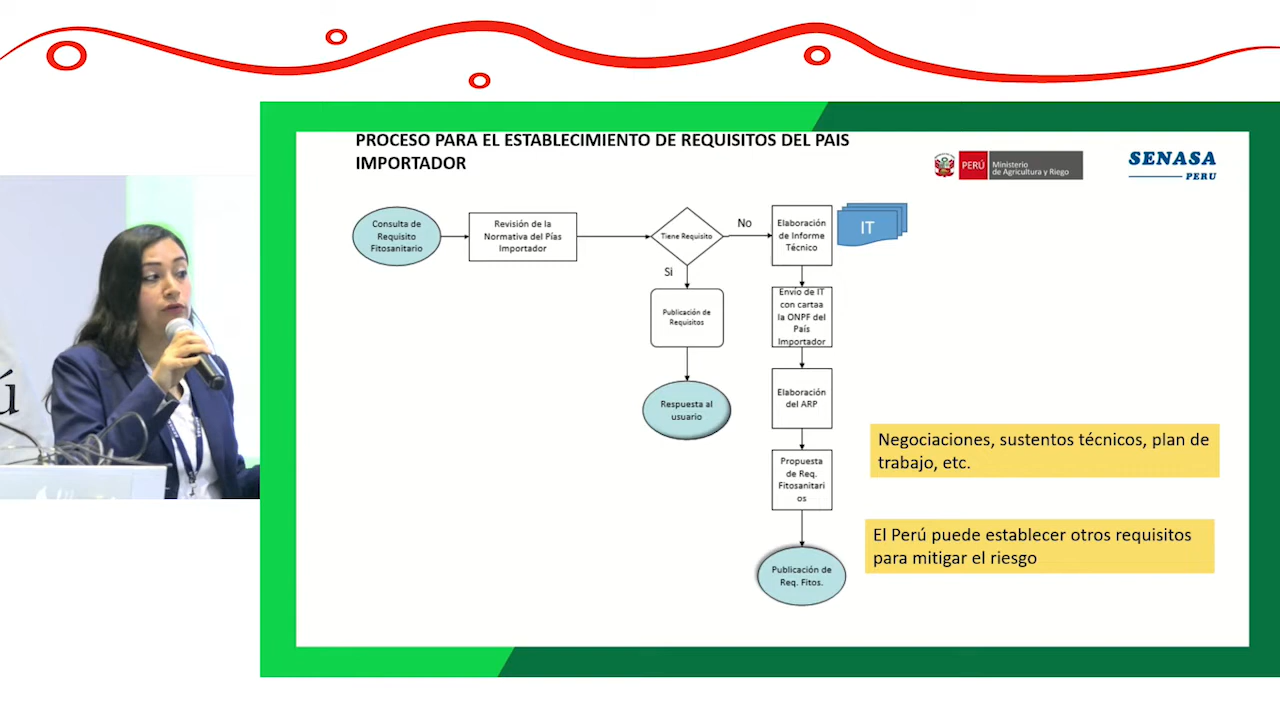 PROCESO PARA EL ESTABLECIMIENTO DE REQUISITOS DEL PAIS
IMPORTADOR
PERÚ
Ministerio
de Agricultura y Riego
SENASA
PERU
Consulta de
Requisito
Fitosanitario
Revisión de la
Normativa del Pías
Importador
Tiene Requisito
No
Si
Elaboración
de Informe
Técnico
IT
Publicación de
Requisitos
Envío de IT
con cartaa
la ONPF del
País
Importador
Respuesta al
usuario
Elaboración
del ARP
Propuesta
de Req.
Fitosanitari
os
Publicación de
Req. Fitos.
Negociaciones, sustentos técnicos, plan de
trabajo, etc.
El Perú puede establecer otros requisitos
para mitigar el riesgo
ú